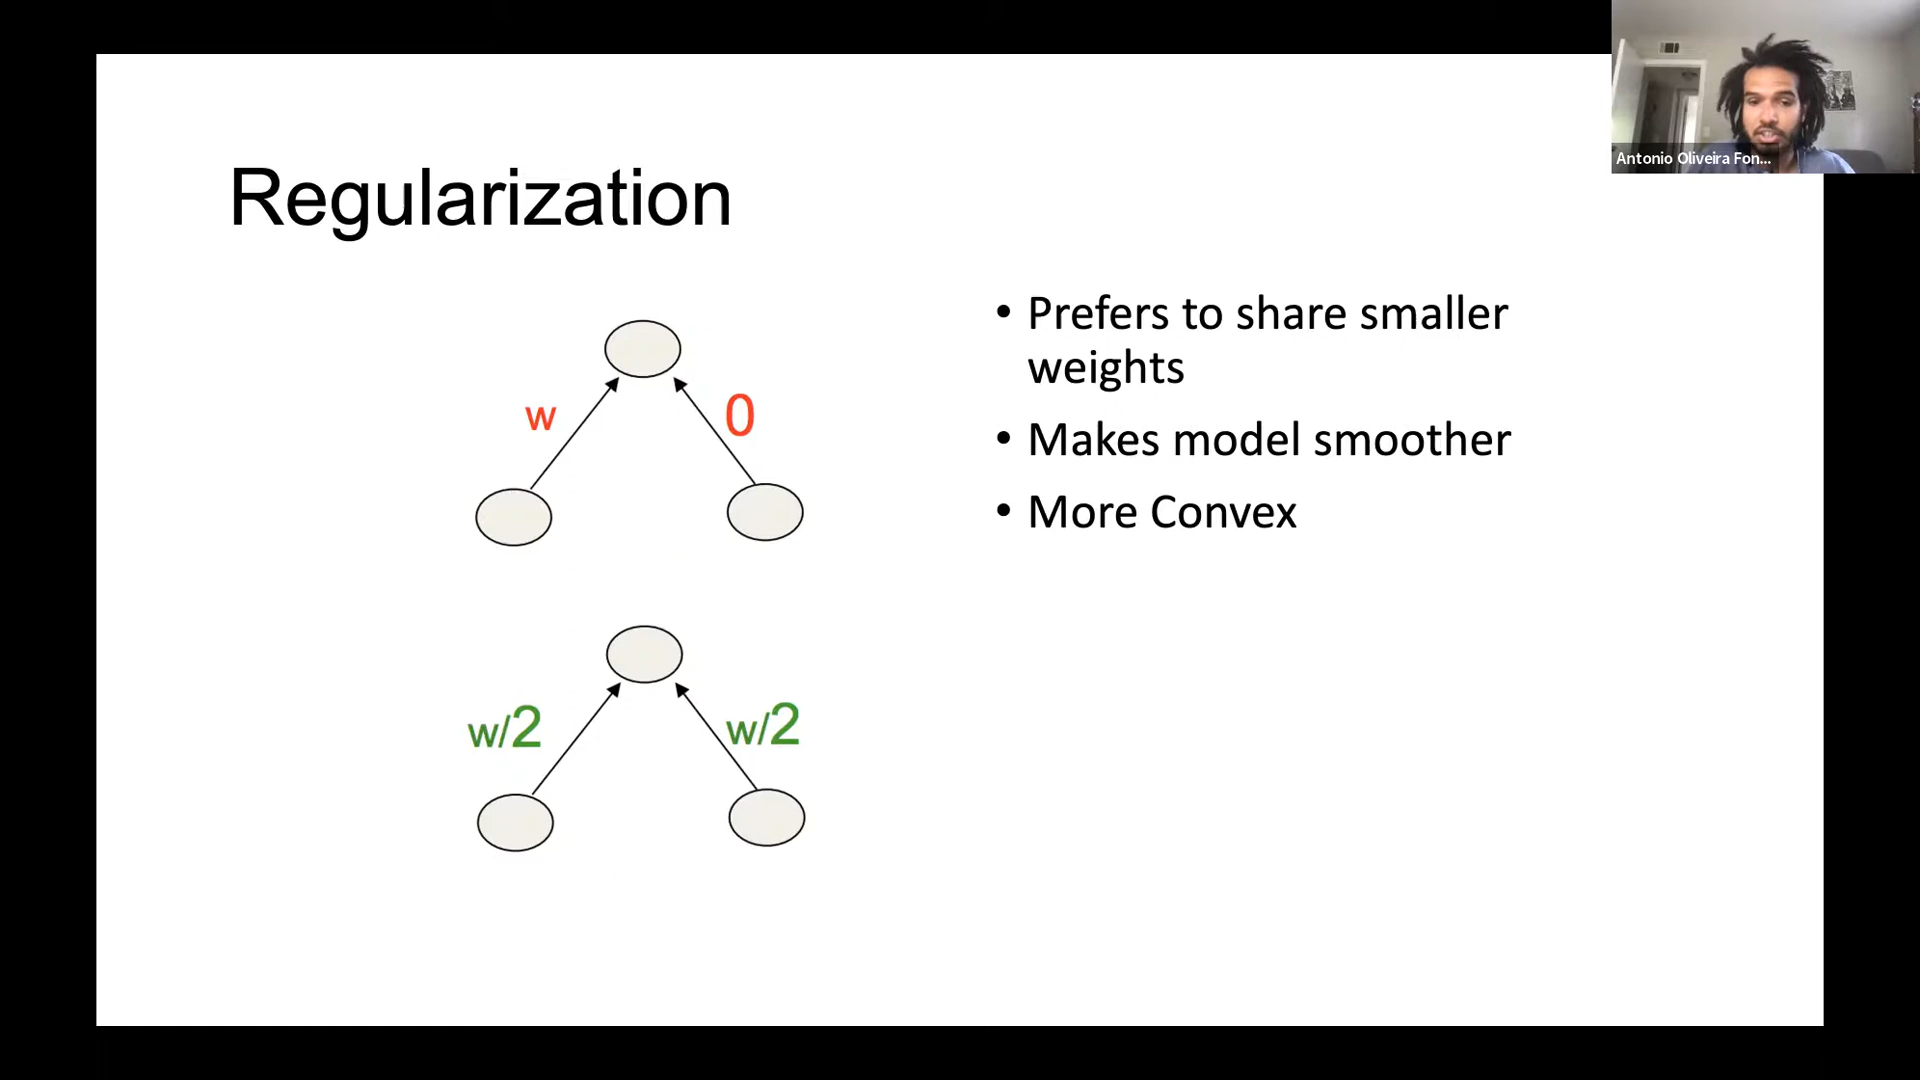 Antonio Oliveira Fon...
Regularization
w
0
w/2
w/2
• Prefers to share smaller
weights
• Makes model smoother
• More Convex